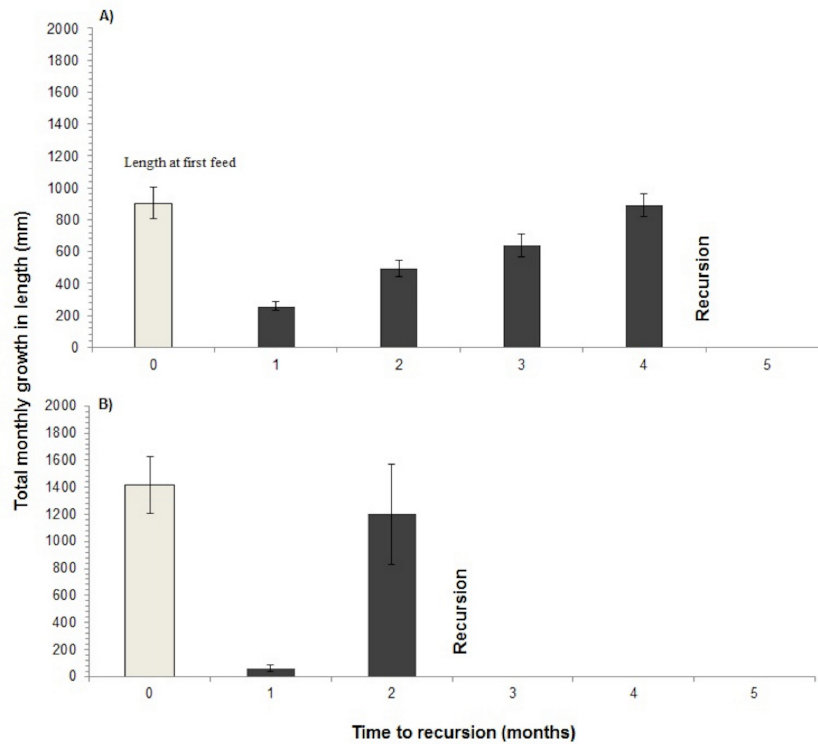 A)
2000
1800
1600
1400
1200
1000
800
600
400
200
0
Length at first feed
Recursion
0 1 2 3 4 5
Total monthly growth in length (mm)
B)
2000
1800
1600
1400
1200
1000
800
600
400
200
0
Recursion
0 1 2 3 4 5
Time to recursion (months)